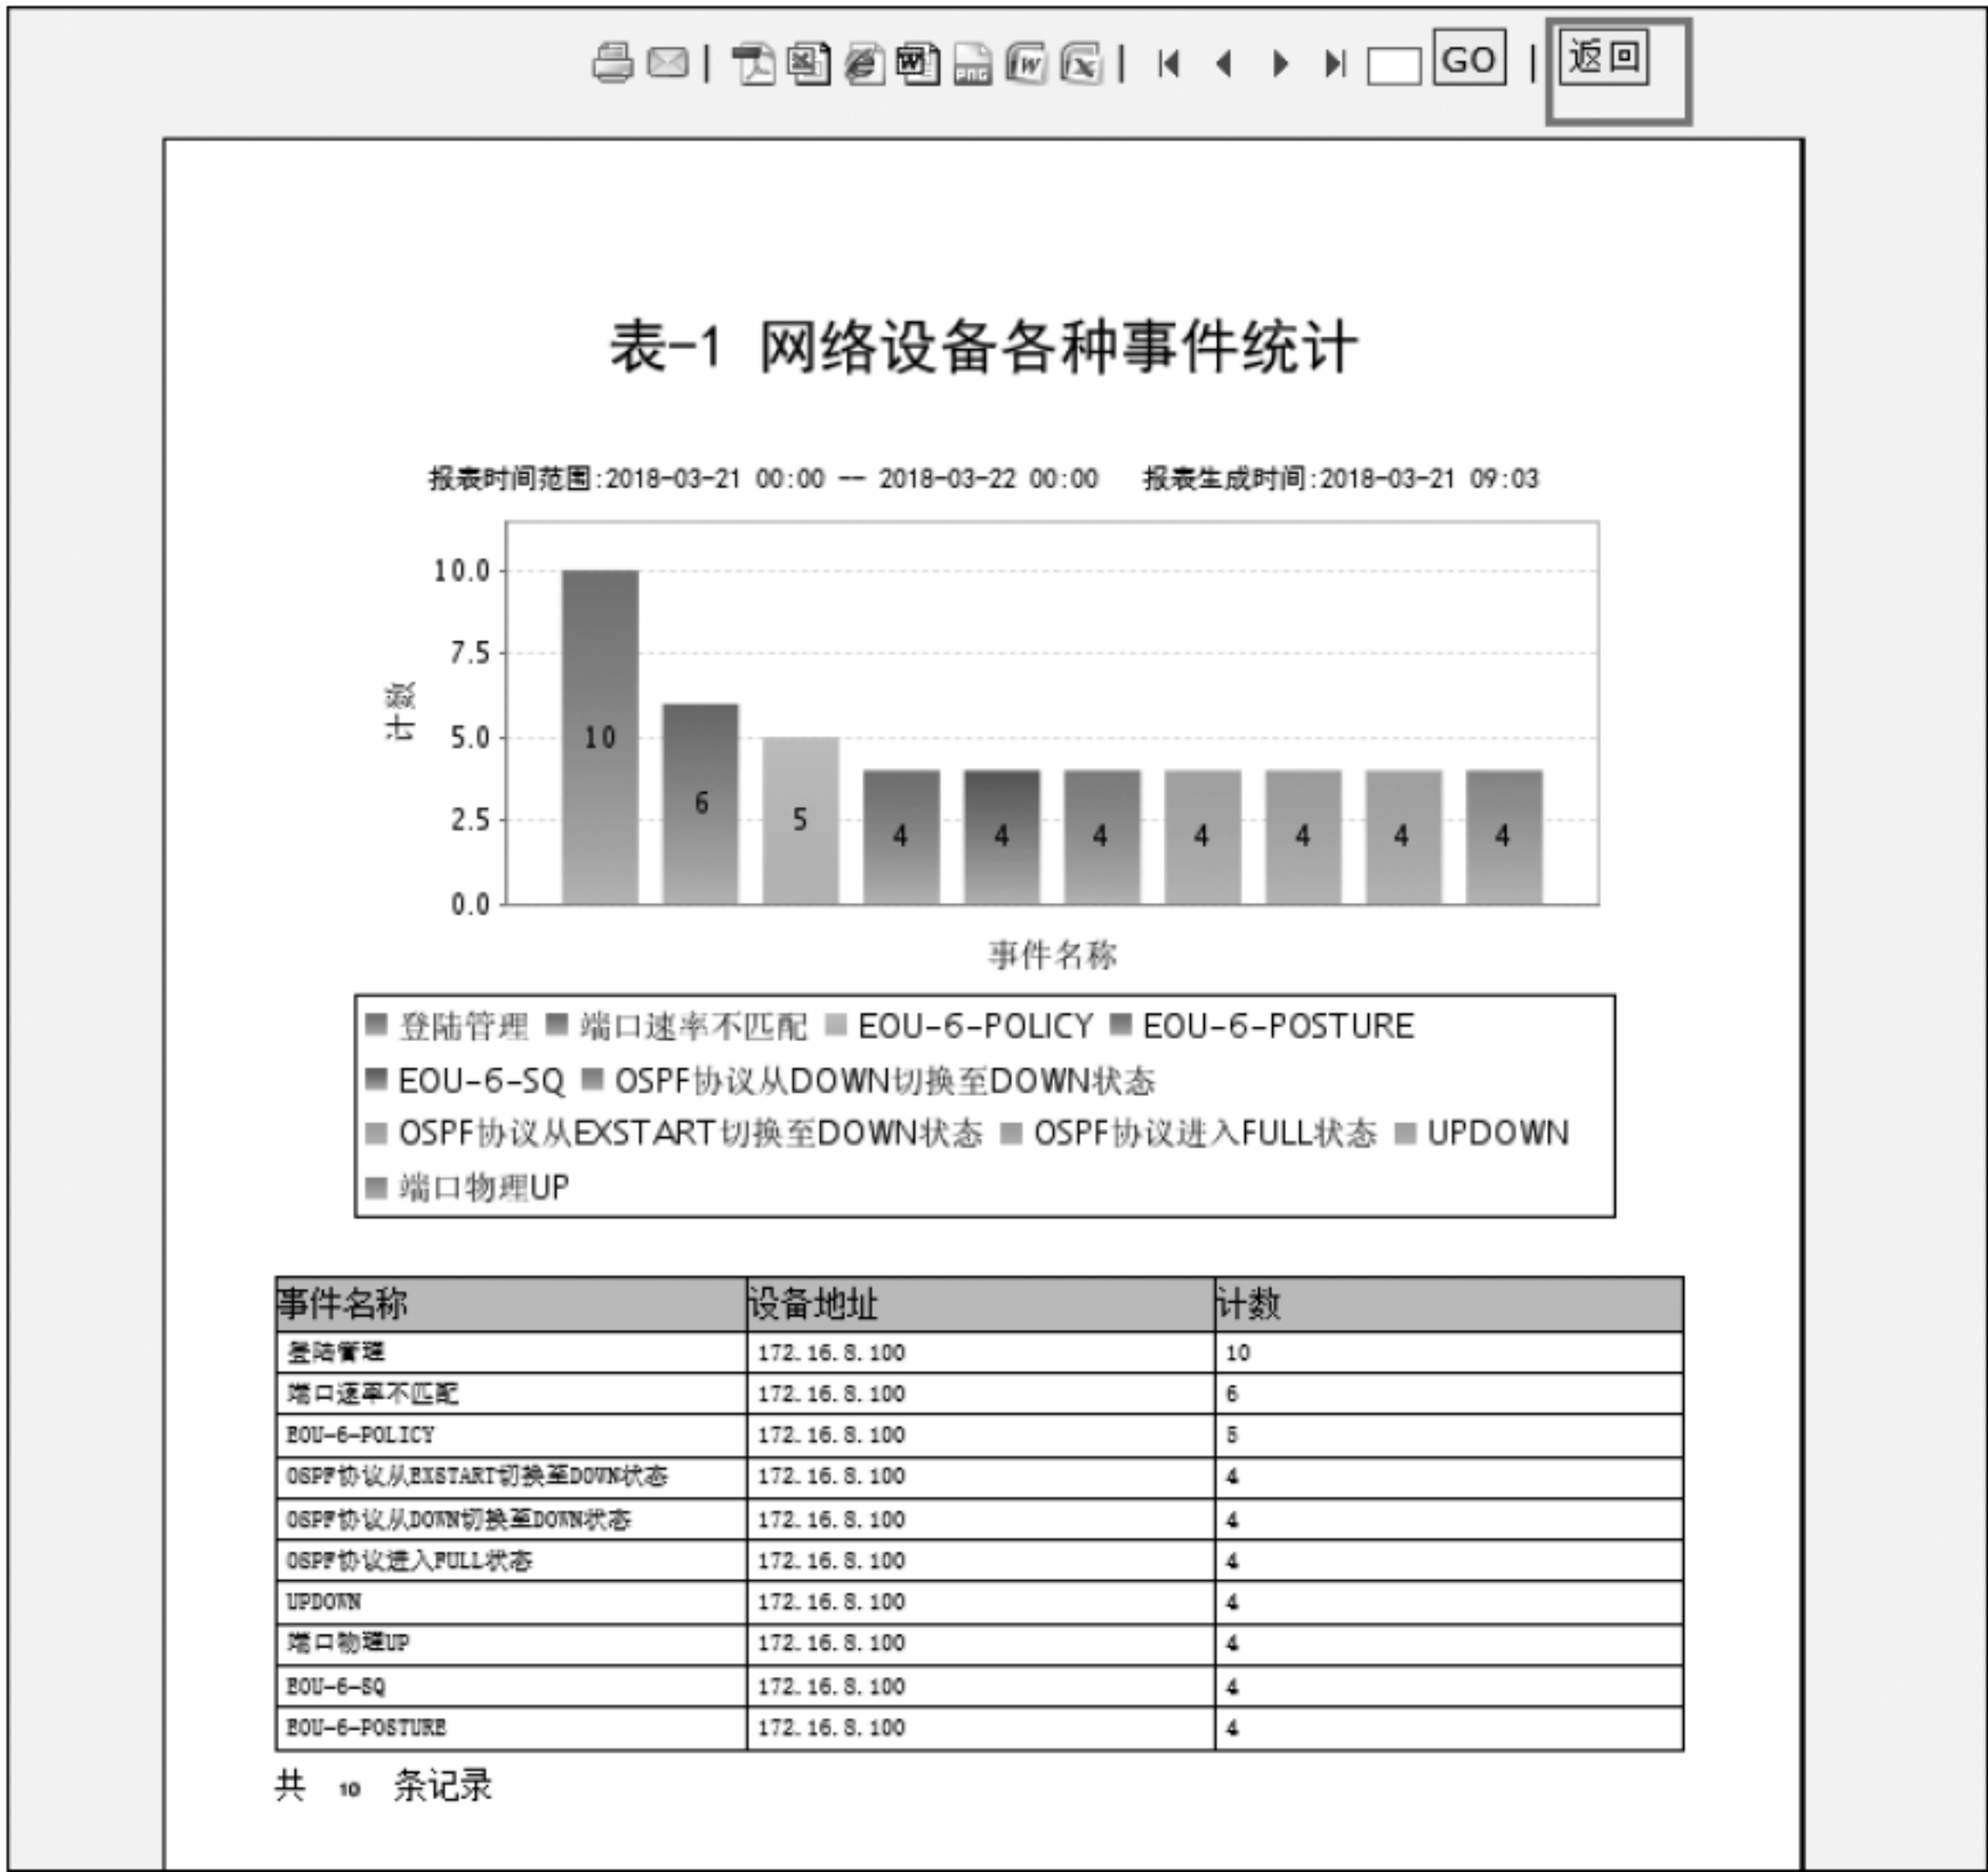 GO 返回
表-1 网络设备各种事件统计
报表时间范围:2018-03-21 00:00 -- 2018-03-22 00:00 报表生成时间:2018-03-21 09:03
10.0
7.5
5.0
2.5
0.0
计数
10 6 5 4 4 4 4 4 4 4
事件名称
登陆管理 端口速率不匹配 EOU-6-POLICY EOU-6-POSTURE
EOU-6-SQ OSPF协议从DOWN切换至DOWN状态
OSPF协议从EXSTART切换至DOWN状态 OSPF协议进入FULL状态 UPDOWN
端口物理UP
事件名称 设备地址 计数
登陆管理 172.16.8.100 10
端口速率不匹配 172.16.8.100 6
EOU-6-POLICY 172.16.8.100 5
OSPF协议从EXSTART切换至DOWN状态 172.16.8.100 4
OSPF协议从DOWN切换至DOWN状态 172.16.8.100 4
OSPF协议进入FULL状态 172.16.8.100 4
UPDOWN 172.16.8.100 4
端口物理UP 172.16.8.100 4
EOU-6-SQ 172.16.8.100 4
EOU-6-POSTURE 172.16.8.100 4
共 10 条记录